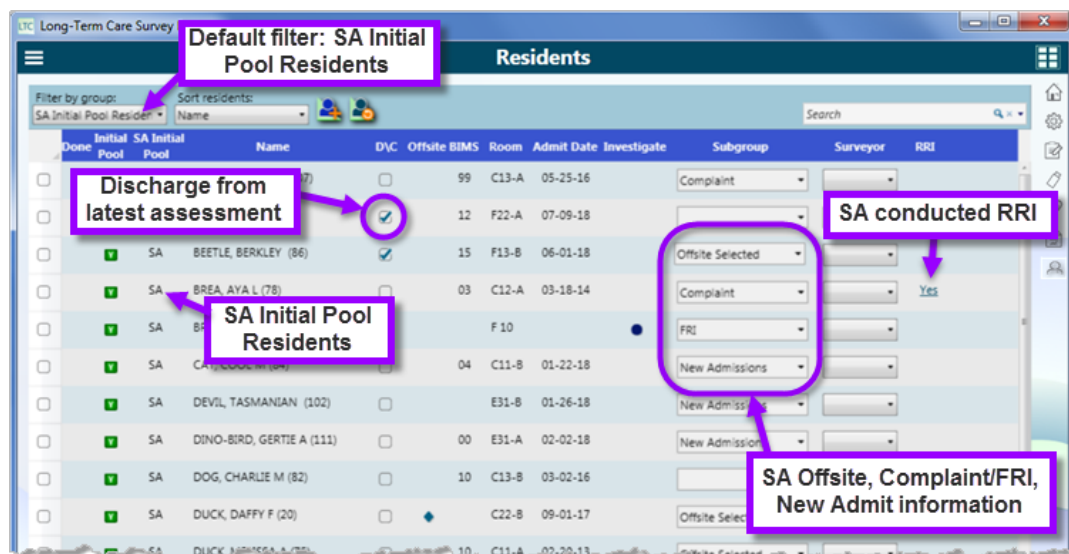 LTC Long-Term Care Survey
Default filter: SA Initial
Pool Residents
Residents
Filter by group:
Sort residents:
SA Initial Pool Residen
Name
Search
Done Initial Pool SA Initial Pool Name D\C Offsite BIMS Room Admit Date Investigate Subgroup Surveyor RRI
Discharge from
latest assessment
99 C13-A 05-25-16 Complaint
12 F22-A 07-09-18
SA conducted RRI
Y SA BEETLE, BERKLEY (86) 15 F13-B 06-01-18 Offsite Selected
Y SA BREA, AYA L (78) 03 C12-A 03-18-14 Complaint Yes
SA Initial Pool
Residents
Y SA F 10 FRI
Y SA 04 C11-B 01-22-18 New Admissions
Y SA DEVIL, TASMANIAN (102) E31-B 01-26-18 New Admissions
Y SA DINO-BIRD, GERTIE A (111) 00 E31-A 02-02-18 New Admission
Y SA DOG, CHARLIE M (82) 10 C13-B 03-02-16
SA Offsite, Complaint/FRI,
New Admit information
Y SA DUCK, DAFFY F (20) C22-B 09-01-17 Offsite Selec